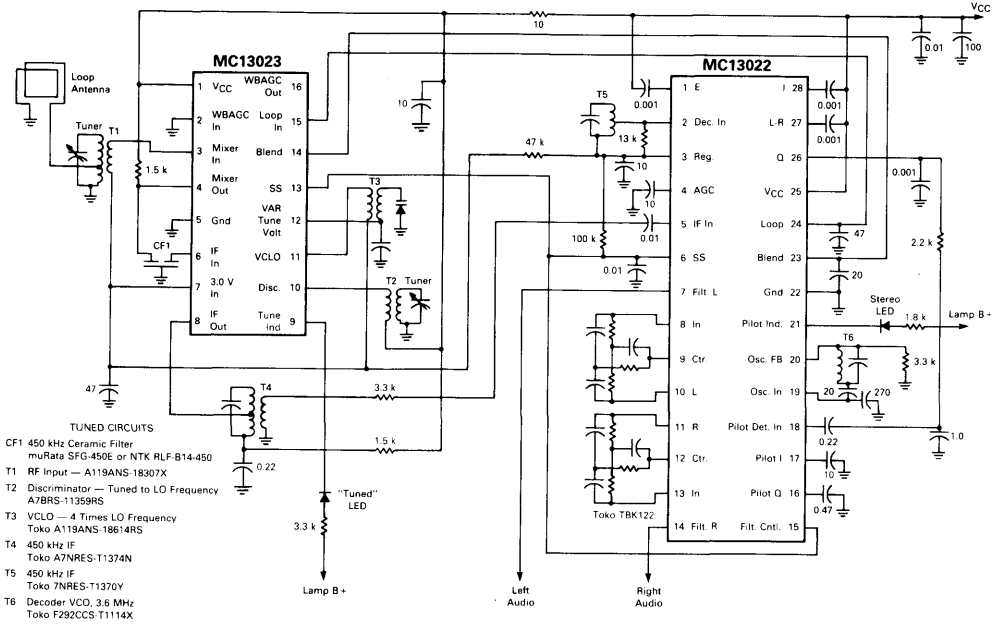 VCC
10
0.01
100
MC13023
MC13022
Loop
Antenna
Tuner
T1
1.5 k
CF1
47
1 VCC
2 WBAGC
In
3 Mixer
In
4 Mixer
Out
5 Gnd
6 IF
In
7 3.0 V
In
8 IF
Out
WBAGC 16
Out
Loop 15
In
Blend 14
SS 13
VAR
Tune 12
Volt
VCLO 11
Disc. 10
Tune 9
Ind
10
T3
T2 Tuner
T4
0.22
3.3 k
1.5 k
"Tuned"
LED
3.3 k
Lamp B+
47 k
100 k
T5
13 k
10
10
0.01
0.01
0.001
1 E
2 Dec. In
3 Reg.
4 AGC
5 IF In
6 SS
7 Filt. L
8 In
9 Ctr.
10 L
11 R
12 Ctr.
13 In
14 Filt. R
I 28
L-R 27
Q 26
VCC 25
Loop 24
Blend 23
Gnd 22
Pilot Ind. 21
Osc. FB 20
Osc. In 19
Pilot Det. In 18
Pilot I 17
Pilot Q 16
Filt. Cntl. 15
0.001
0.001
0.001
47
2.2 k
20
Stereo
LED
1.8 k
Lamp B+
T6
3.3 k
20
270
0.22
1.0
10
0.47
Toko TBK122
Left
Audio
Right
Audio
TUNED CIRCUITS
CF1 450 kHz Ceramic Filter
muRata SFG-450E or NTK RLF-B14-450
T1 RF Input — A119ANS-18307X
T2 Discriminator — Tuned to LO Frequency
A7BRS-11359RS
T3 VCLO — 4 Times LO Frequency
Toko A119ANS-18614RS
T4 450 kHz IF
Toko A7NRES-T1374N
T5 450 kHz IF
Toko 7NRES-T1370Y
T6 Decoder VCO, 3.6 MHz
Toko F292CCS-T1114X